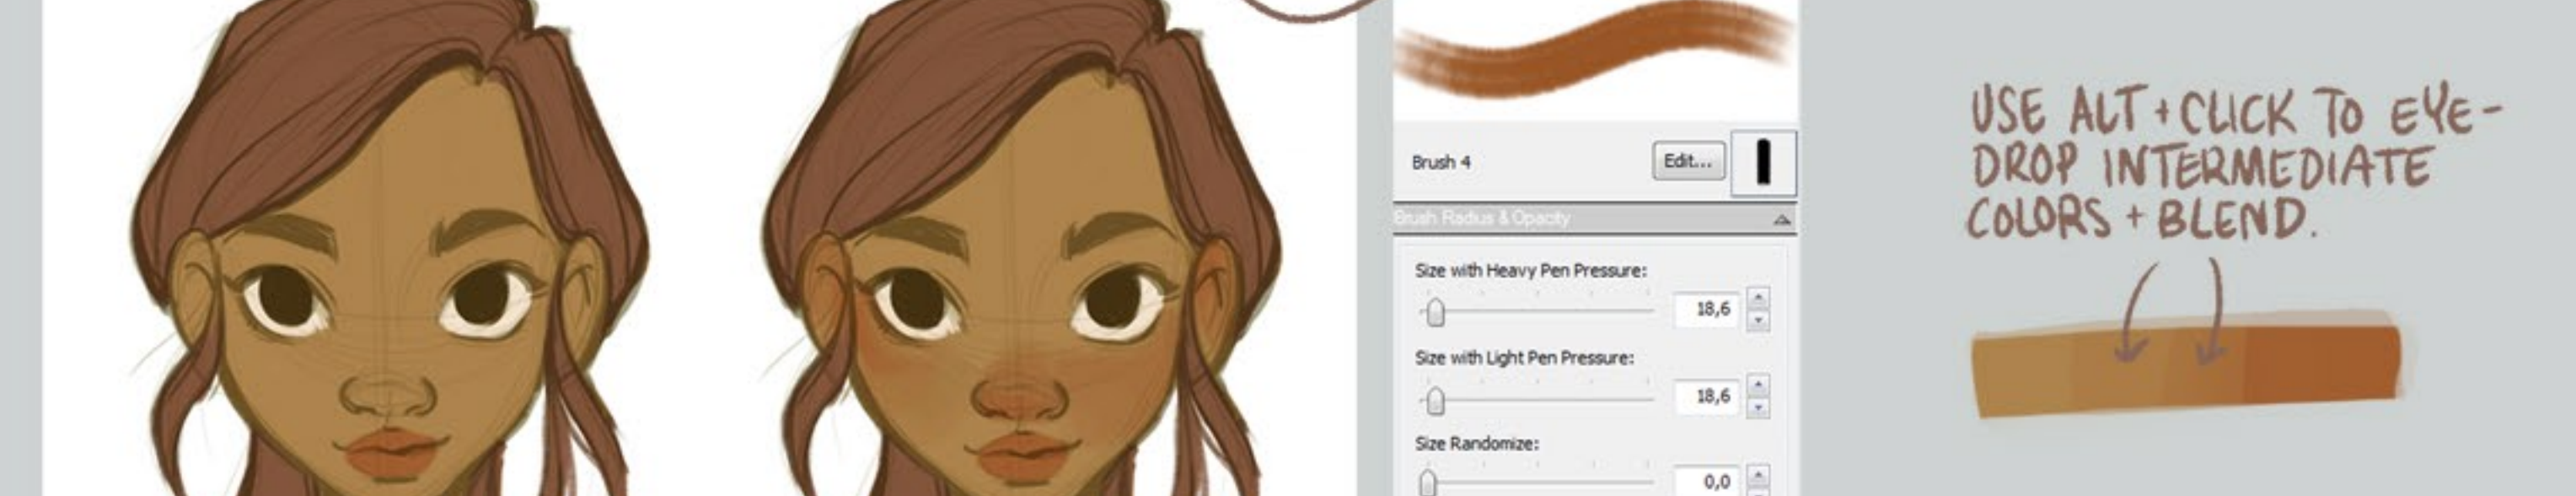 Brush 4
Edit...
Brush Radius & Opacity
Size with Heavy Pen Pressure:
18,6
Size with Light Pen Pressure:
18,6
Size Randomize:
0,0
USE ALT + CLICK TO EYE-
DROP INTERMEDIATE
COLORS + BLEND.